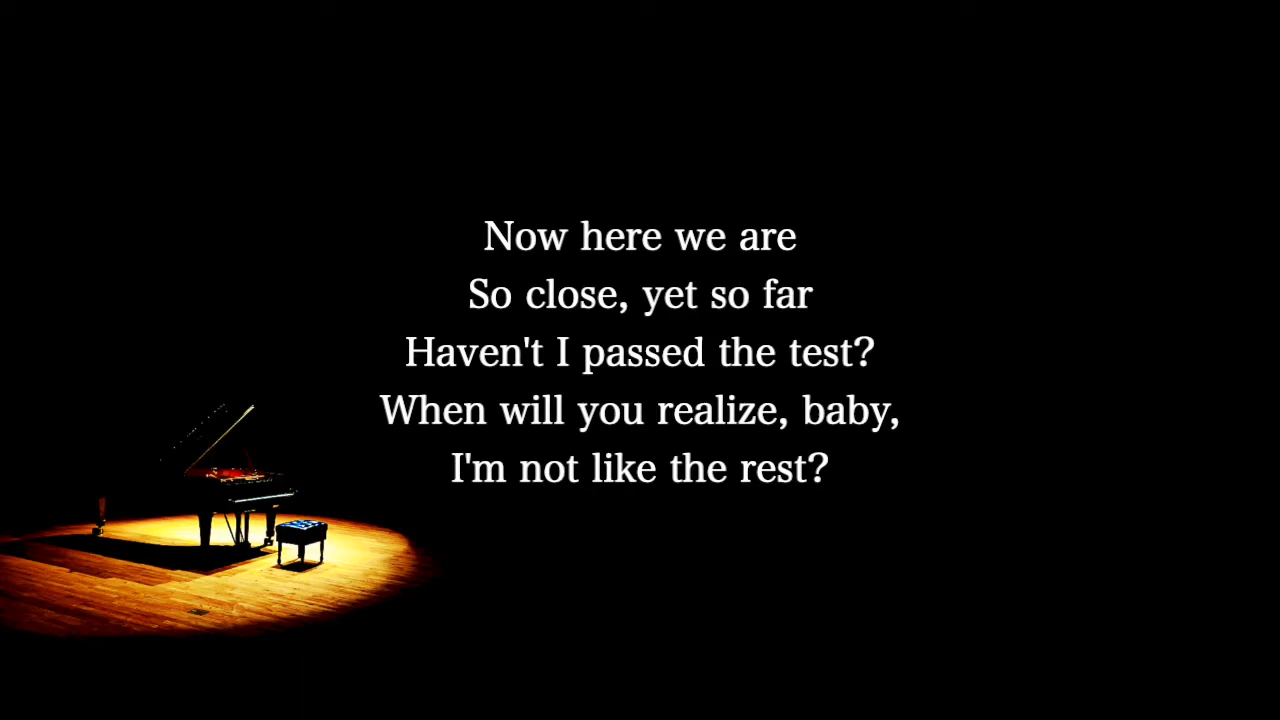 Now here we are
So close, yet so far
Haven't I passed the test?
When will you realize, baby,
I'm not like the rest?